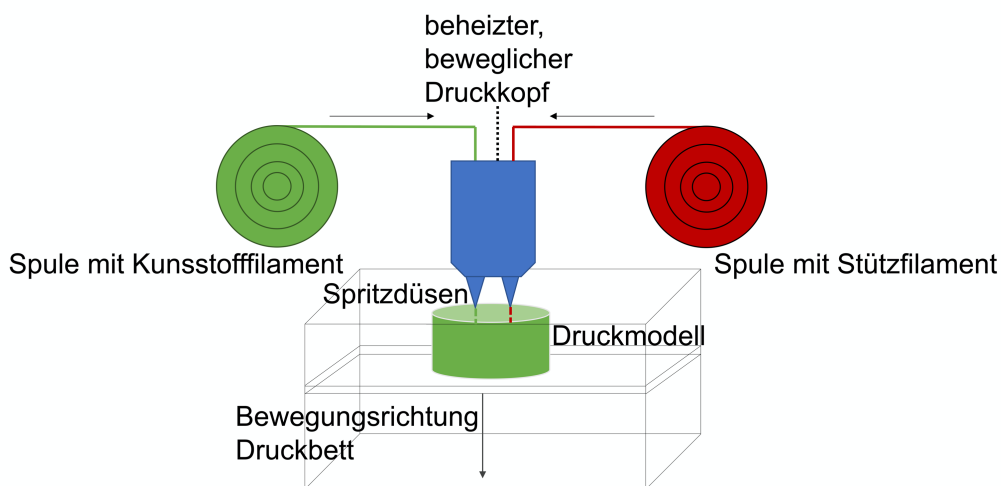 beheizter,
beweglicher
Druckkopf
Spule mit Kunsstofffilament
Spule mit Stützfilament
Spritzdüsen
Druckmodell
Bewegungsrichtung
Druckbett